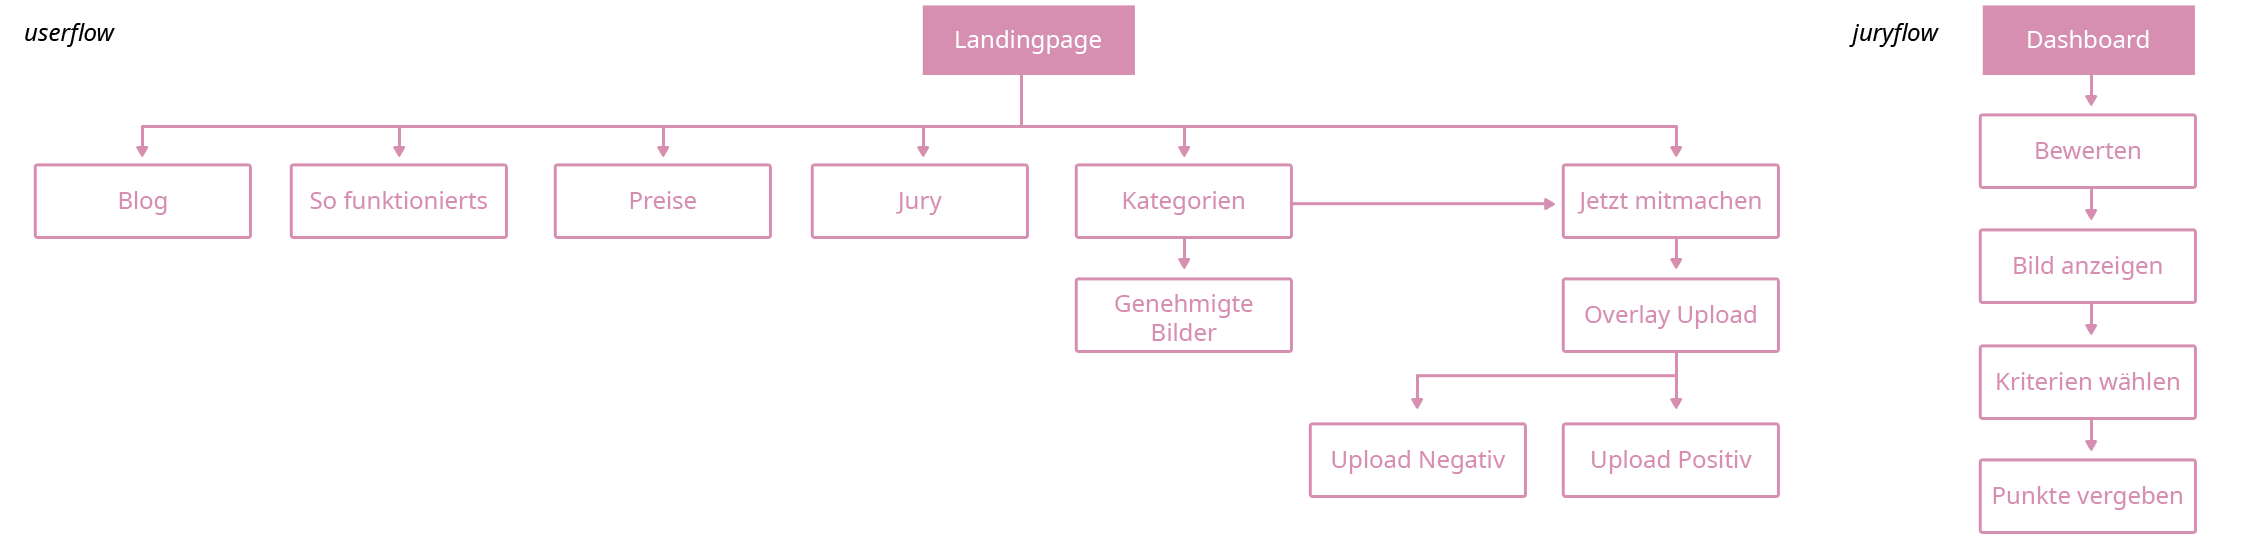 userflow
Landingpage
Blog
So funktionierts
Preise
Jury
Kategorien
Jetzt mitmachen
Genehmigte
Bilder
Overlay Upload
Upload Negativ
Upload Positiv
juryflow
Dashboard
Bewerten
Bild anzeigen
Kriterien wählen
Punkte vergeben